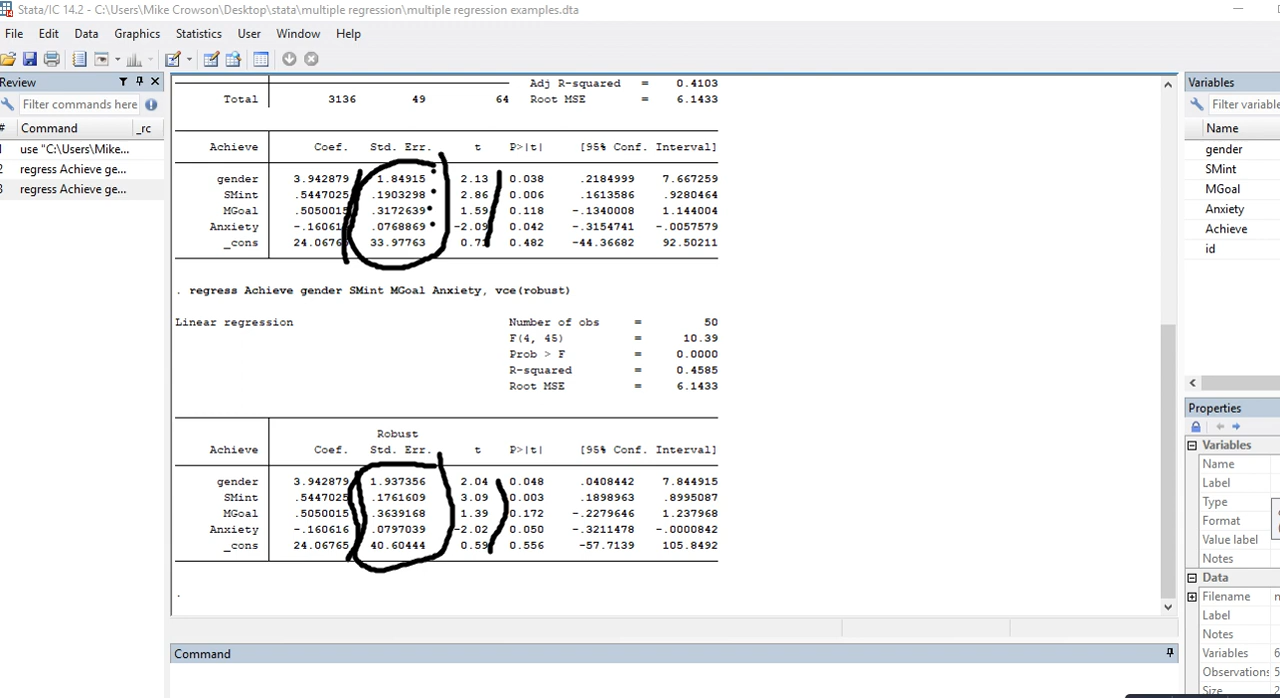 Stata/IC 14.2 - C:\Users\Mike Crowson\Desktop\stata\multiple regression\multiple regression examples.dta
File Edit Data Graphics Statistics User Window Help
Review
Filter commands here
# Command _rc
use "C:\Users\Mike...
2 regress Achieve ge...
3 regress Achieve ge...
Adj R-squared = 0.4103
Total 3136 49 64 Root MSE = 6.1433
Achieve Coef. Std. Err. t P>|t| [95% Conf. Interval]
gender 3.942879 1.84915 2.13 0.038 .2184999 7.667259
SMint .5447025 .1903298 2.86 0.006 .1613586 .9280464
MGoal .5050015 .3172639 1.59 0.118 -.1340008 1.144004
Anxiety -.16061 .0768869 -2.09 0.042 -.3154741 -.0057579
_cons 24.0676 33.97763 0.71 0.482 -44.36682 92.50211
. regress Achieve gender SMint MGoal Anxiety, vce(robust)
Linear regression Number of obs = 50
F(4, 45) = 10.39
Prob > F = 0.0000
R-squared = 0.4585
Root MSE = 6.1433
Robust
Achieve Coef. Std. Err. t P>|t| [95% Conf. Interval]
gender 3.942879 1.937356 2.04 0.048 .0408442 7.844915
SMint .5447025 .1761609 3.09 0.003 .1898963 .8995087
MGoal .5050015 .3639168 1.39 0.172 -.2279646 1.237968
Anxiety -.160616 .0797039 -2.02 0.050 -.3211478 -.0000842
_cons 24.06765 40.60444 0.59 0.556 -57.7139 105.8492
.
Command
Variables
Filter variable
Name
gender
SMint
MGoal
Anxiety
Achieve
id
Properties
Variables
Name
Label
Type
Format
Value label
Notes
Data
Filename
Label
Notes
Variables 6
Observations 5
Size